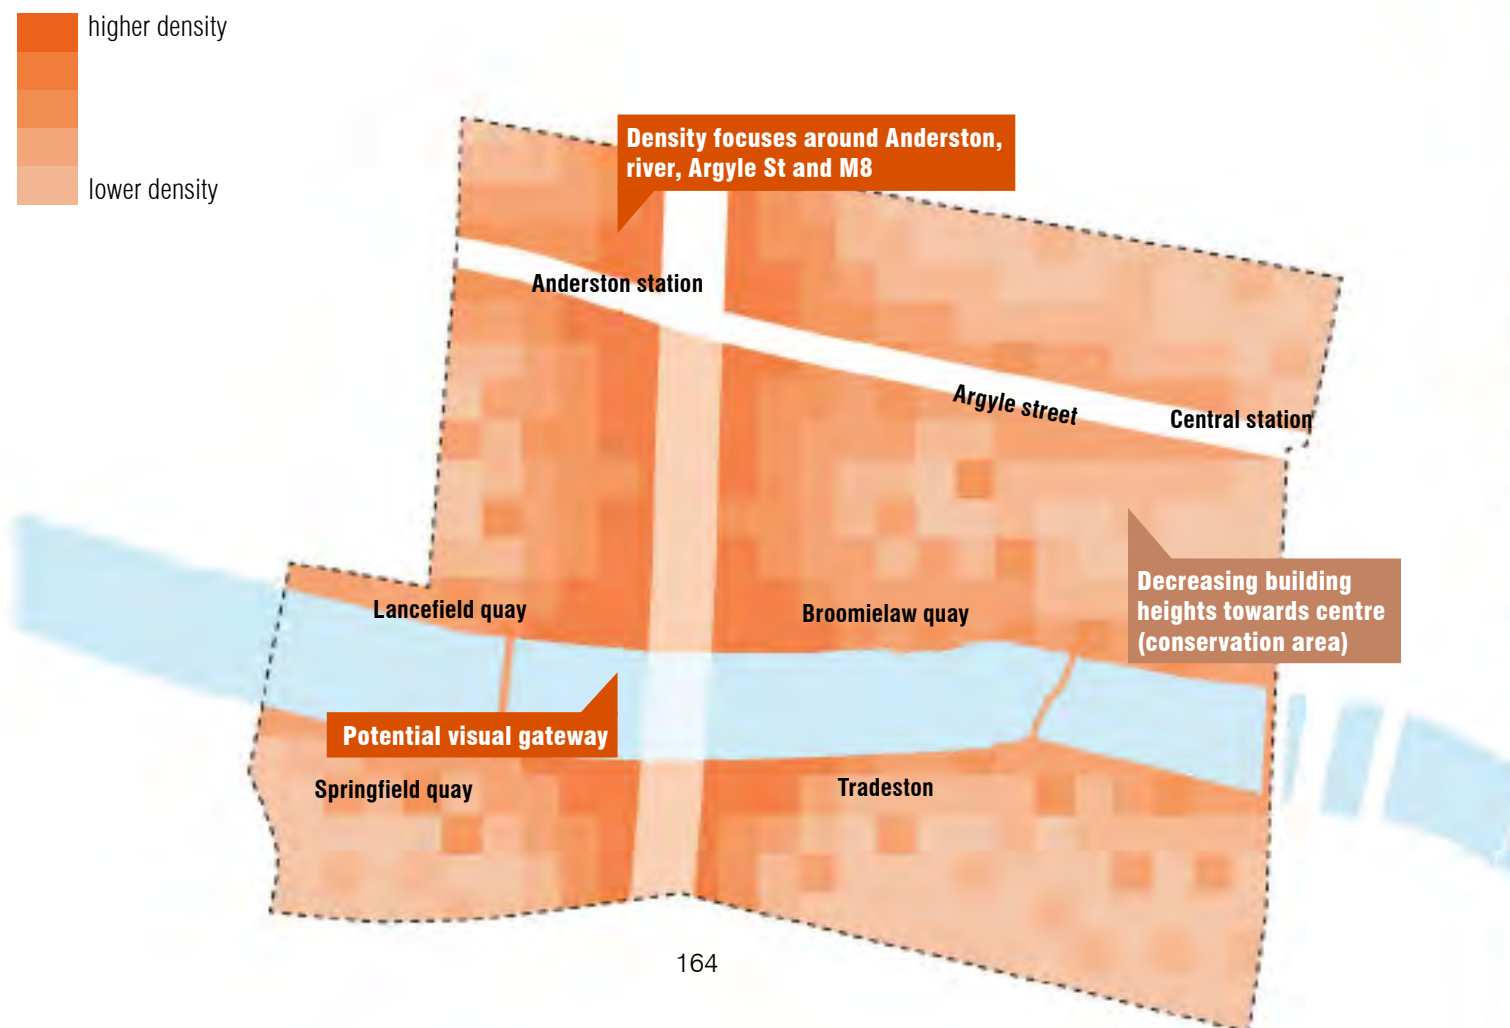 higher density
lower density
Density focuses around Anderston,
river, Argyle St and M8
Anderston station
Argyle street
Central station
Decreasing building
heights towards centre
(conservation area)
Lancefield quay
Broomielaw quay
Potential visual gateway
Springfield quay
Tradeston
164